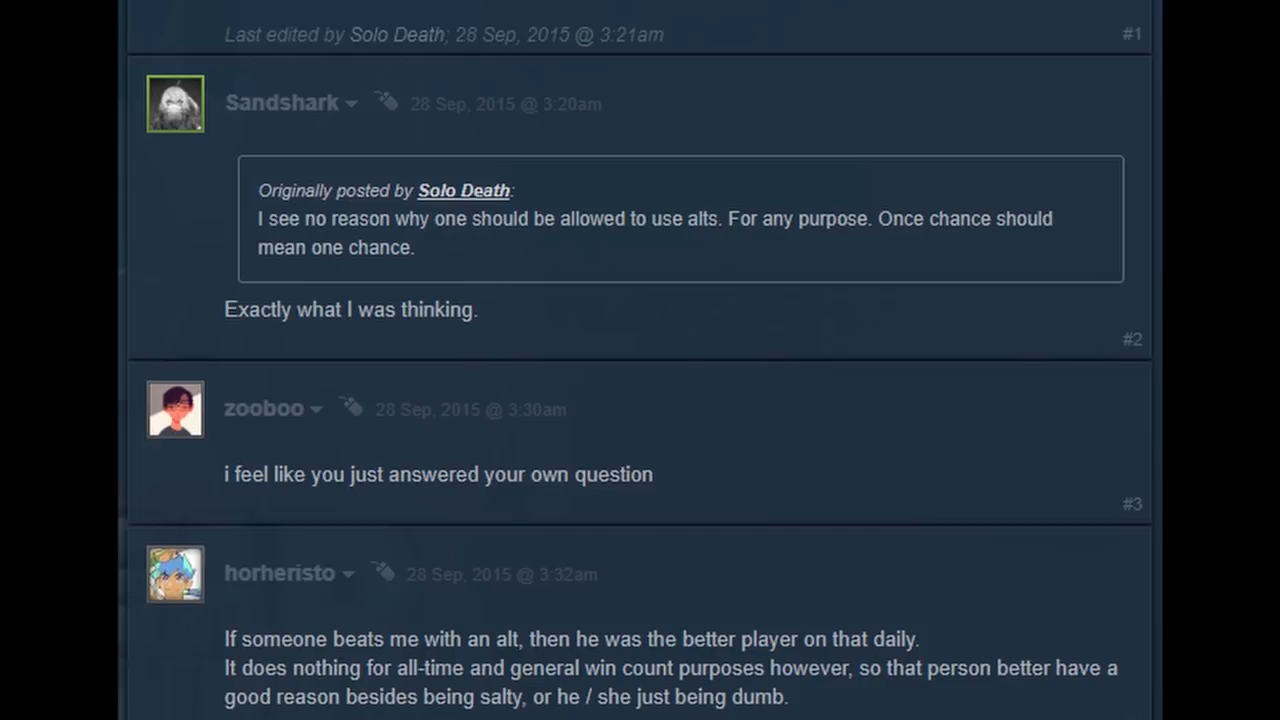 Last edited by Solo Death; 28 Sep, 2015 @ 3:21am
#1
Sandshark 28 Sep, 2015 @ 3:20am
Originally posted by Solo Death:
I see no reason why one should be allowed to use alts. For any purpose. Once chance should
mean one chance.
Exactly what I was thinking.
#2
zooboo 28 Sep, 2015 @ 3:30am
i feel like you just answered your own question
#3
horheristo 28 Sep, 2015 @ 3:32am
If someone beats me with an alt, then he was the better player on that daily.
It does nothing for all-time and general win count purposes however, so that person better have a
good reason besides being salty, or he / she just being dumb.